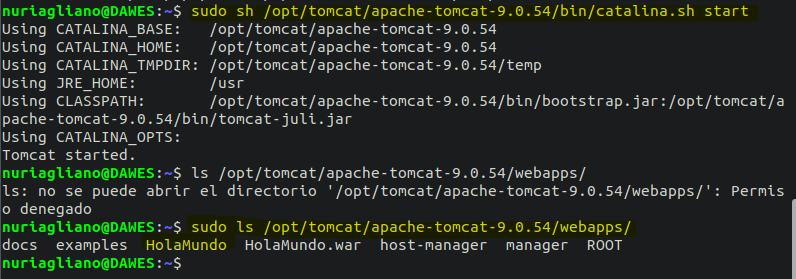 nuriagliano@DAWES:~$ sudo sh /opt/tomcat/apache-tomcat-9.0.54/bin/catalina.sh start
Using CATALINA_BASE:   /opt/tomcat/apache-tomcat-9.0.54
Using CATALINA_HOME:   /opt/tomcat/apache-tomcat-9.0.54
Using CATALINA_TMPDIR: /opt/tomcat/apache-tomcat-9.0.54/temp
Using JRE_HOME:        /usr
Using CLASSPATH:       /opt/tomcat/apache-tomcat-9.0.54/bin/bootstrap.jar:/opt/tomcat/a
pache-tomcat-9.0.54/bin/tomcat-juli.jar
Using CATALINA_OPTS:
Tomcat started.
nuriagliano@DAWES:~$ ls /opt/tomcat/apache-tomcat-9.0.54/webapps/
ls: no se puede abrir el directorio '/opt/tomcat/apache-tomcat-9.0.54/webapps/': Permis
o denegado
nuriagliano@DAWES:~$ sudo ls /opt/tomcat/apache-tomcat-9.0.54/webapps/
docs  examples  HolaMundo  HolaMundo.war  host-manager  manager  ROOT
nuriagliano@DAWES:~$